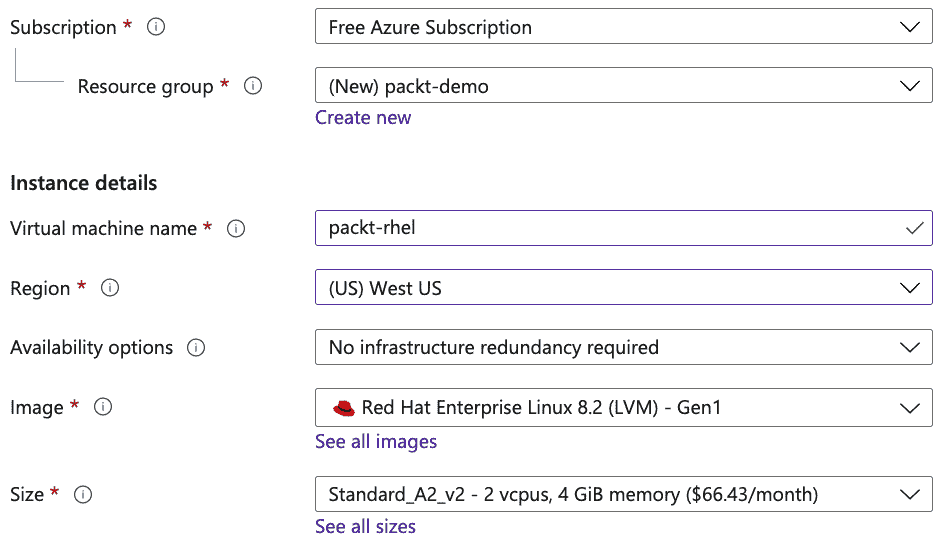 Subscription * Free Azure Subscription
Resource group * (New) packt-demo
Create new
Instance details
Virtual machine name * packt-rhel
Region * (US) West US
Availability options No infrastructure redundancy required
Image * Red Hat Enterprise Linux 8.2 (LVM) - Gen1
See all images
Size * Standard_A2_v2 - 2 vcpus, 4 GiB memory ($66.43/month)
See all sizes